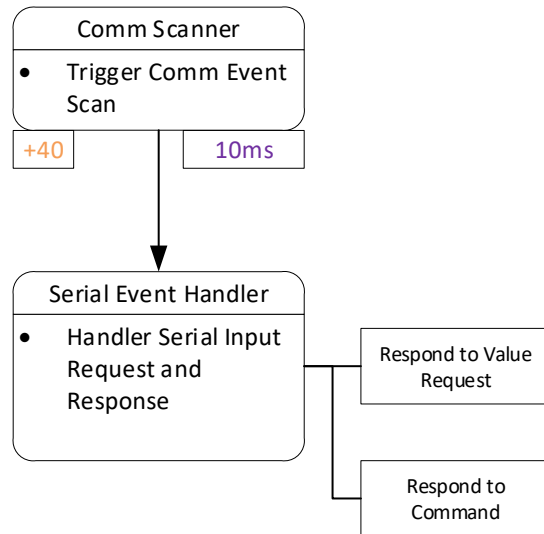 Comm Scanner
• Trigger Comm Event
Scan
+40
10ms
Serial Event Handler
• Handler Serial Input
Request and
Response
Respond to Value
Request
Respond to
Command